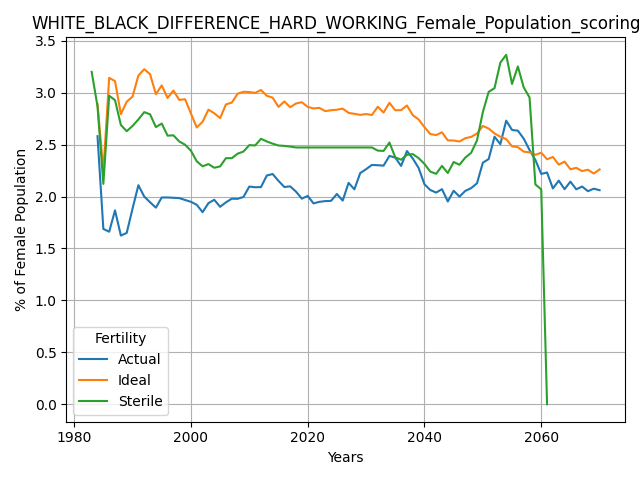 WHITE_BLACK_DIFFERENCE_HARD_WORKING_Female_Population_scoring
% of Female Population
3.5
3.0
2.5
2.0
1.5
1.0
0.5
0.0
Fertility
Actual
Ideal
Sterile
1980 2000 2020 2040 2060
Years